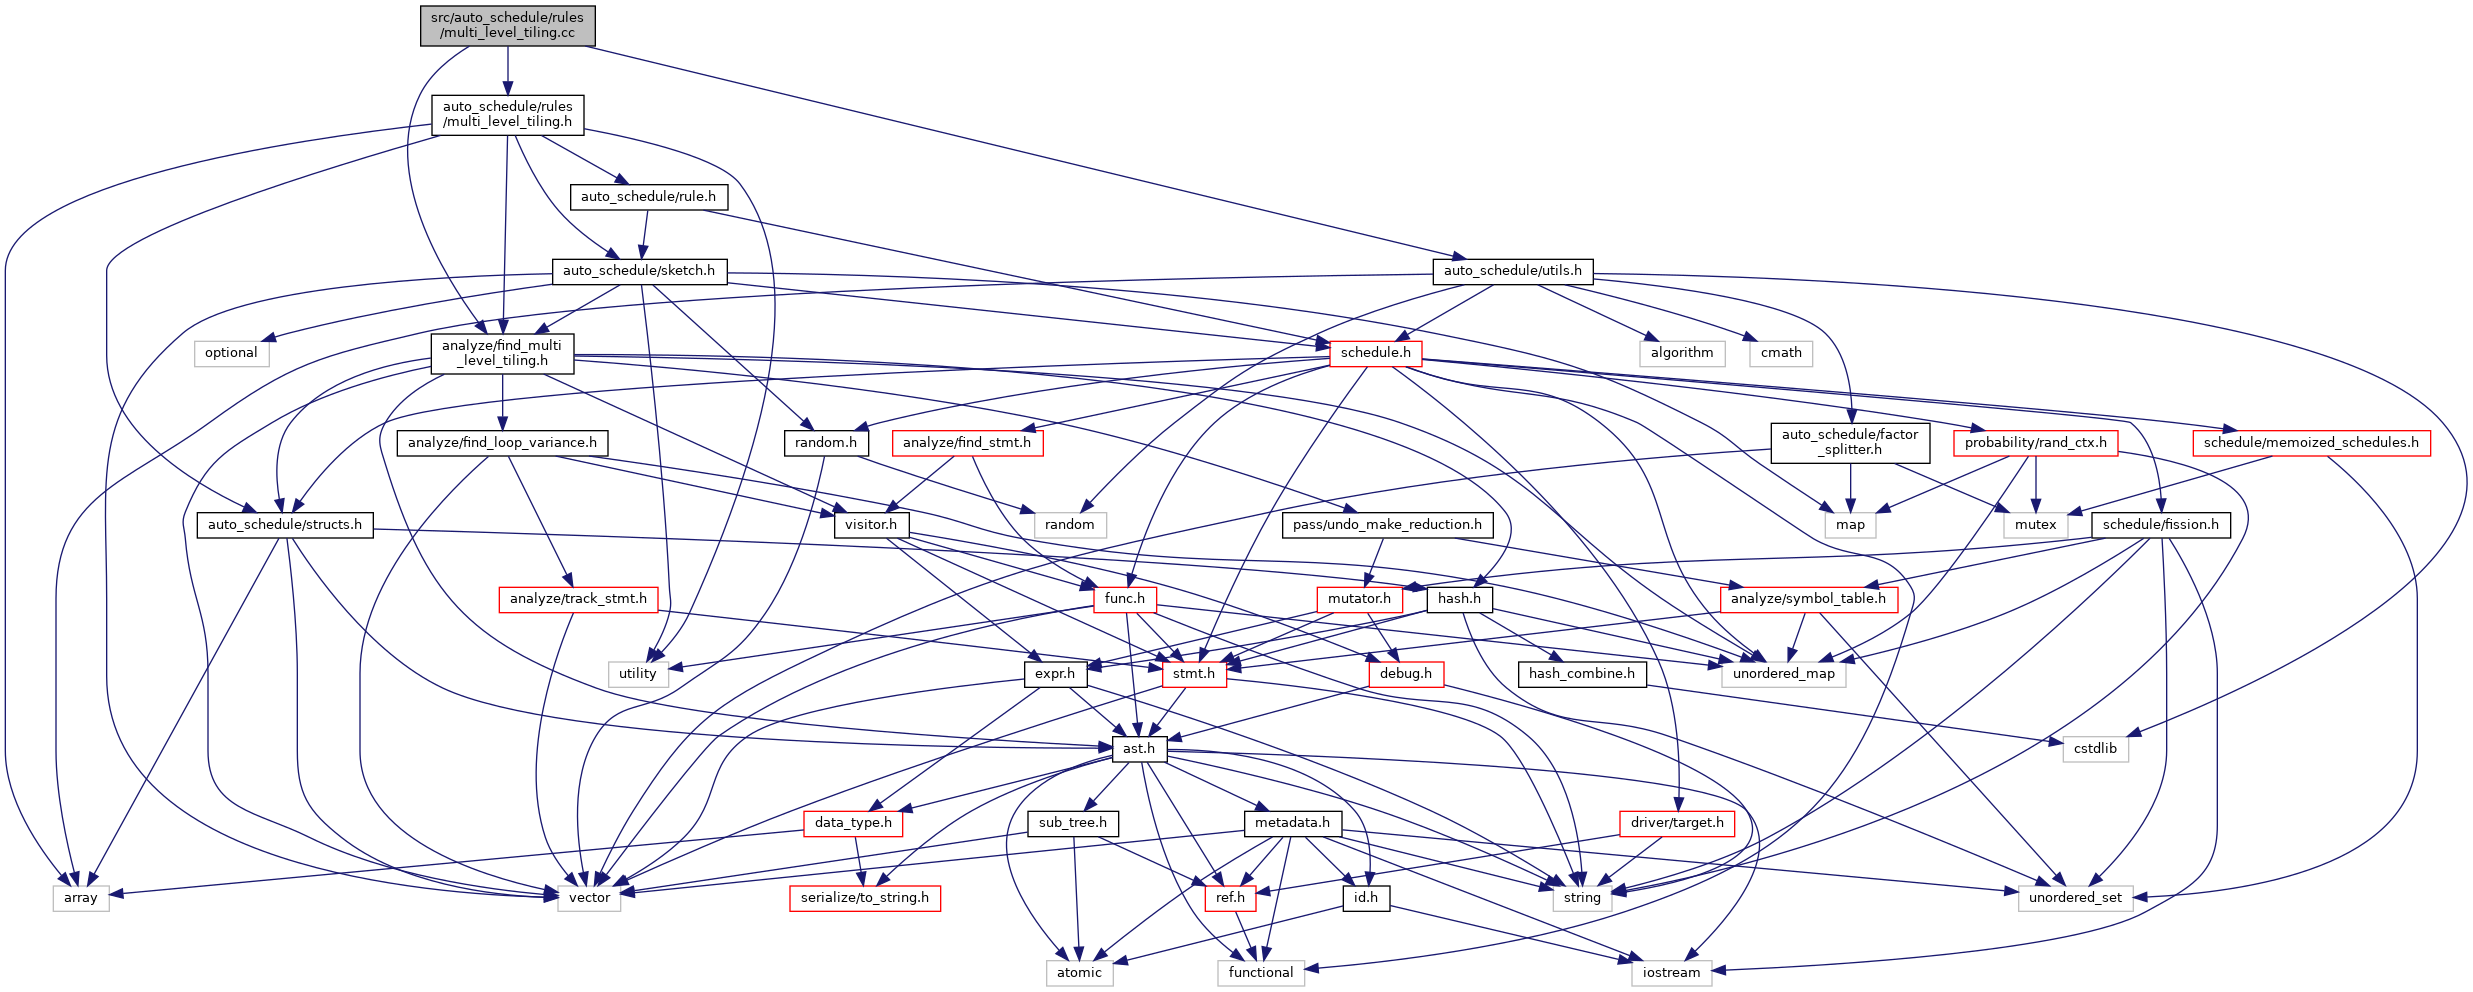 src/auto_schedule/rules
/multi_level_tiling.cc
auto_schedule/rules
/multi_level_tiling.h
auto_schedule/rule.h
auto_schedule/sketch.h
auto_schedule/utils.h
optional
analyze/find_multi
_level_tiling.h
schedule.h
algorithm
cmath
analyze/find_loop_variance.h
random.h
analyze/find_stmt.h
auto_schedule/factor
_splitter.h
probability/rand_ctx.h
schedule/memoized_schedules.h
auto_schedule/structs.h
visitor.h
random
pass/undo_make_reduction.h
map
mutex
schedule/fission.h
analyze/track_stmt.h
func.h
mutator.h
hash.h
analyze/symbol_table.h
utility
expr.h
stmt.h
debug.h
hash_combine.h
unordered_map
ast.h
cstdlib
data_type.h
sub_tree.h
metadata.h
driver/target.h
array
vector
serialize/to_string.h
ref.h
id.h
string
unordered_set
atomic
functional
iostream